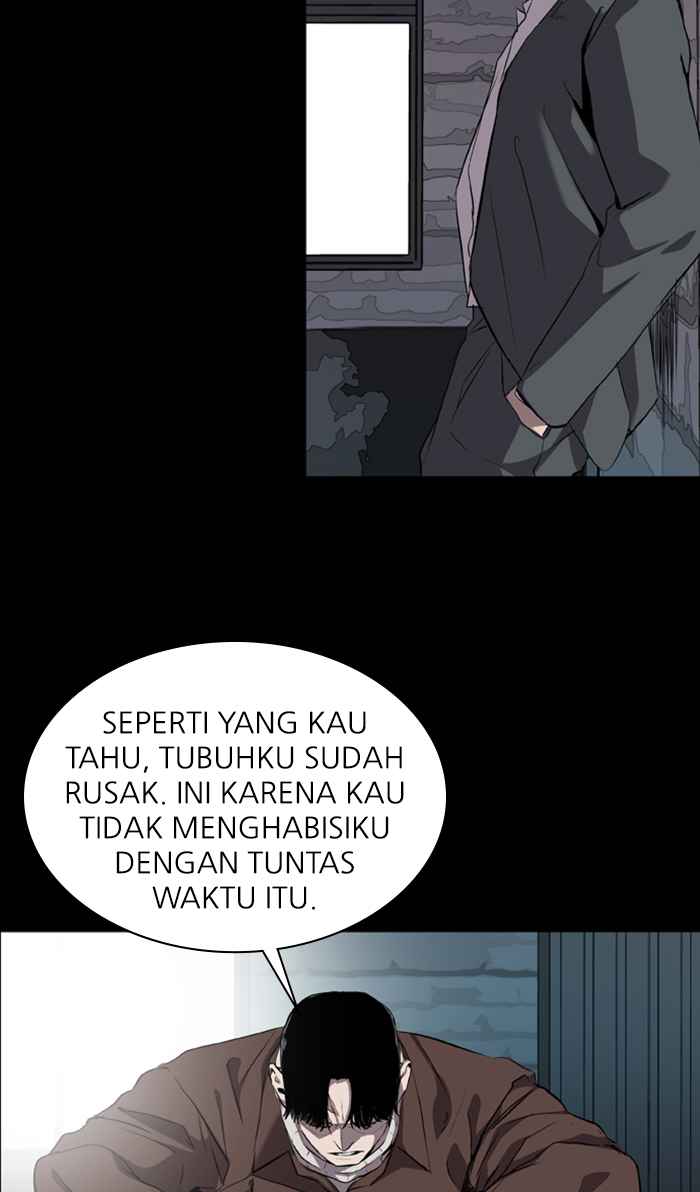 SEPERTI YANG KAU
TAHU, TUBUHKU SUDAH
RUSAK. INI KARENA KAU
TIDAK MENGHABISIKU
DENGAN TUNTAS
WAKTU ITU.